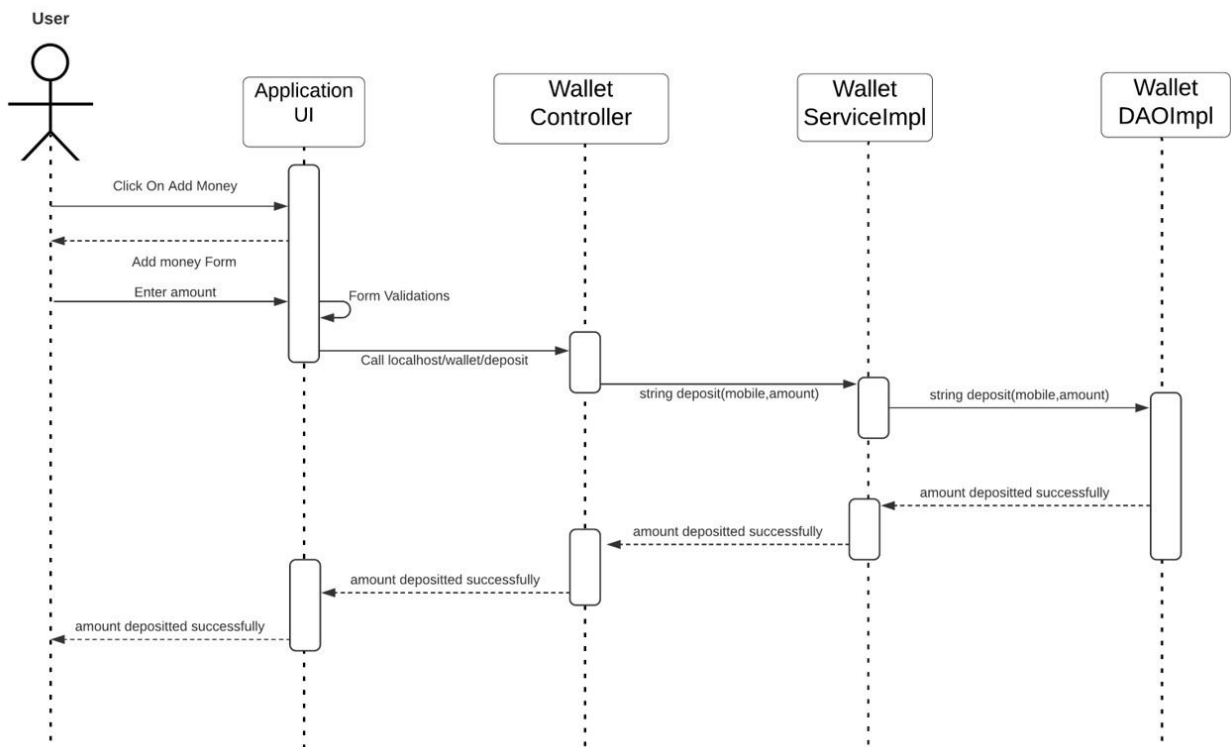 User
Application
UI
Wallet
Controller
Wallet
ServiceImpl
Wallet
DAOImpl
Click On Add Money
Add money Form
Enter amount
Form Validations
Call localhost/wallet/deposit
string deposit(mobile,amount)
string deposit(mobile,amount)
amount depositted successfully
amount depositted successfully
amount depositted successfully
amount depositted successfully